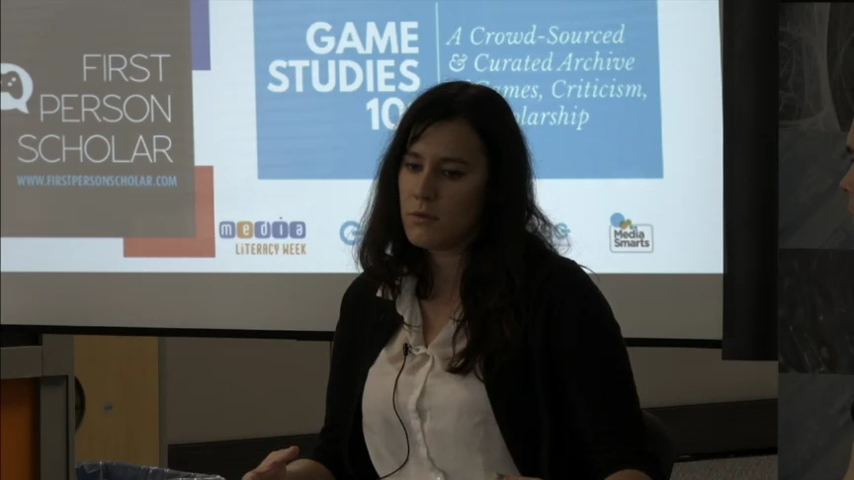 FIRST
PERSON
SCHOLAR
WWW.FIRSTPERSONSCHOLAR.COM
GAME
STUDIES
10
A Crowd-Sourced
& Curated Archive
Games, Criticism,
media
LITERACY WEEK
Media
Smarts